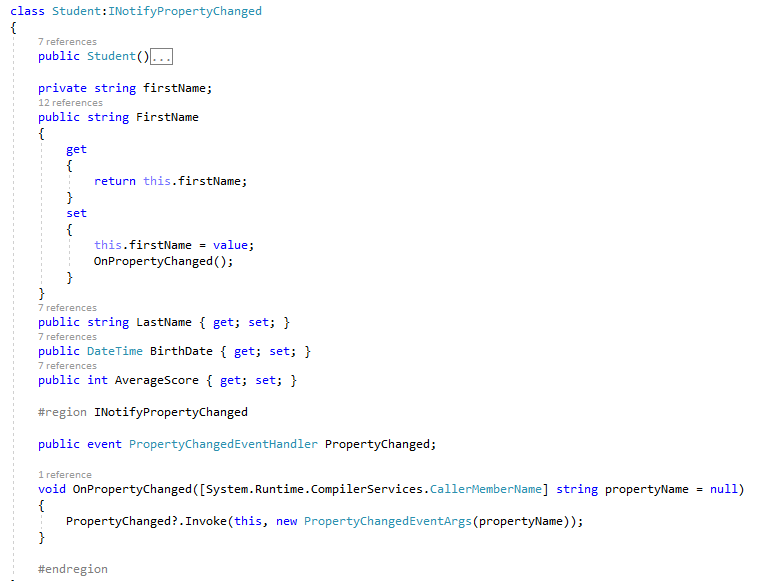 class Student:INotifyPropertyChanged
{
7 references
public Student()...
private string firstName;
12 references
public string FirstName
{
get
{
return this.firstName;
}
set
{
this.firstName = value;
OnPropertyChanged();
}
}
7 references
public string LastName { get; set; }
7 references
public DateTime BirthDate { get; set; }
7 references
public int AverageScore { get; set; }
#region INotifyPropertyChanged
public event PropertyChangedEventHandler PropertyChanged;
1 reference
void OnPropertyChanged([System.Runtime.CompilerServices.CallerMemberName] string propertyName = null)
{
PropertyChanged?.Invoke(this, new PropertyChangedEventArgs(propertyName));
}
#endregion